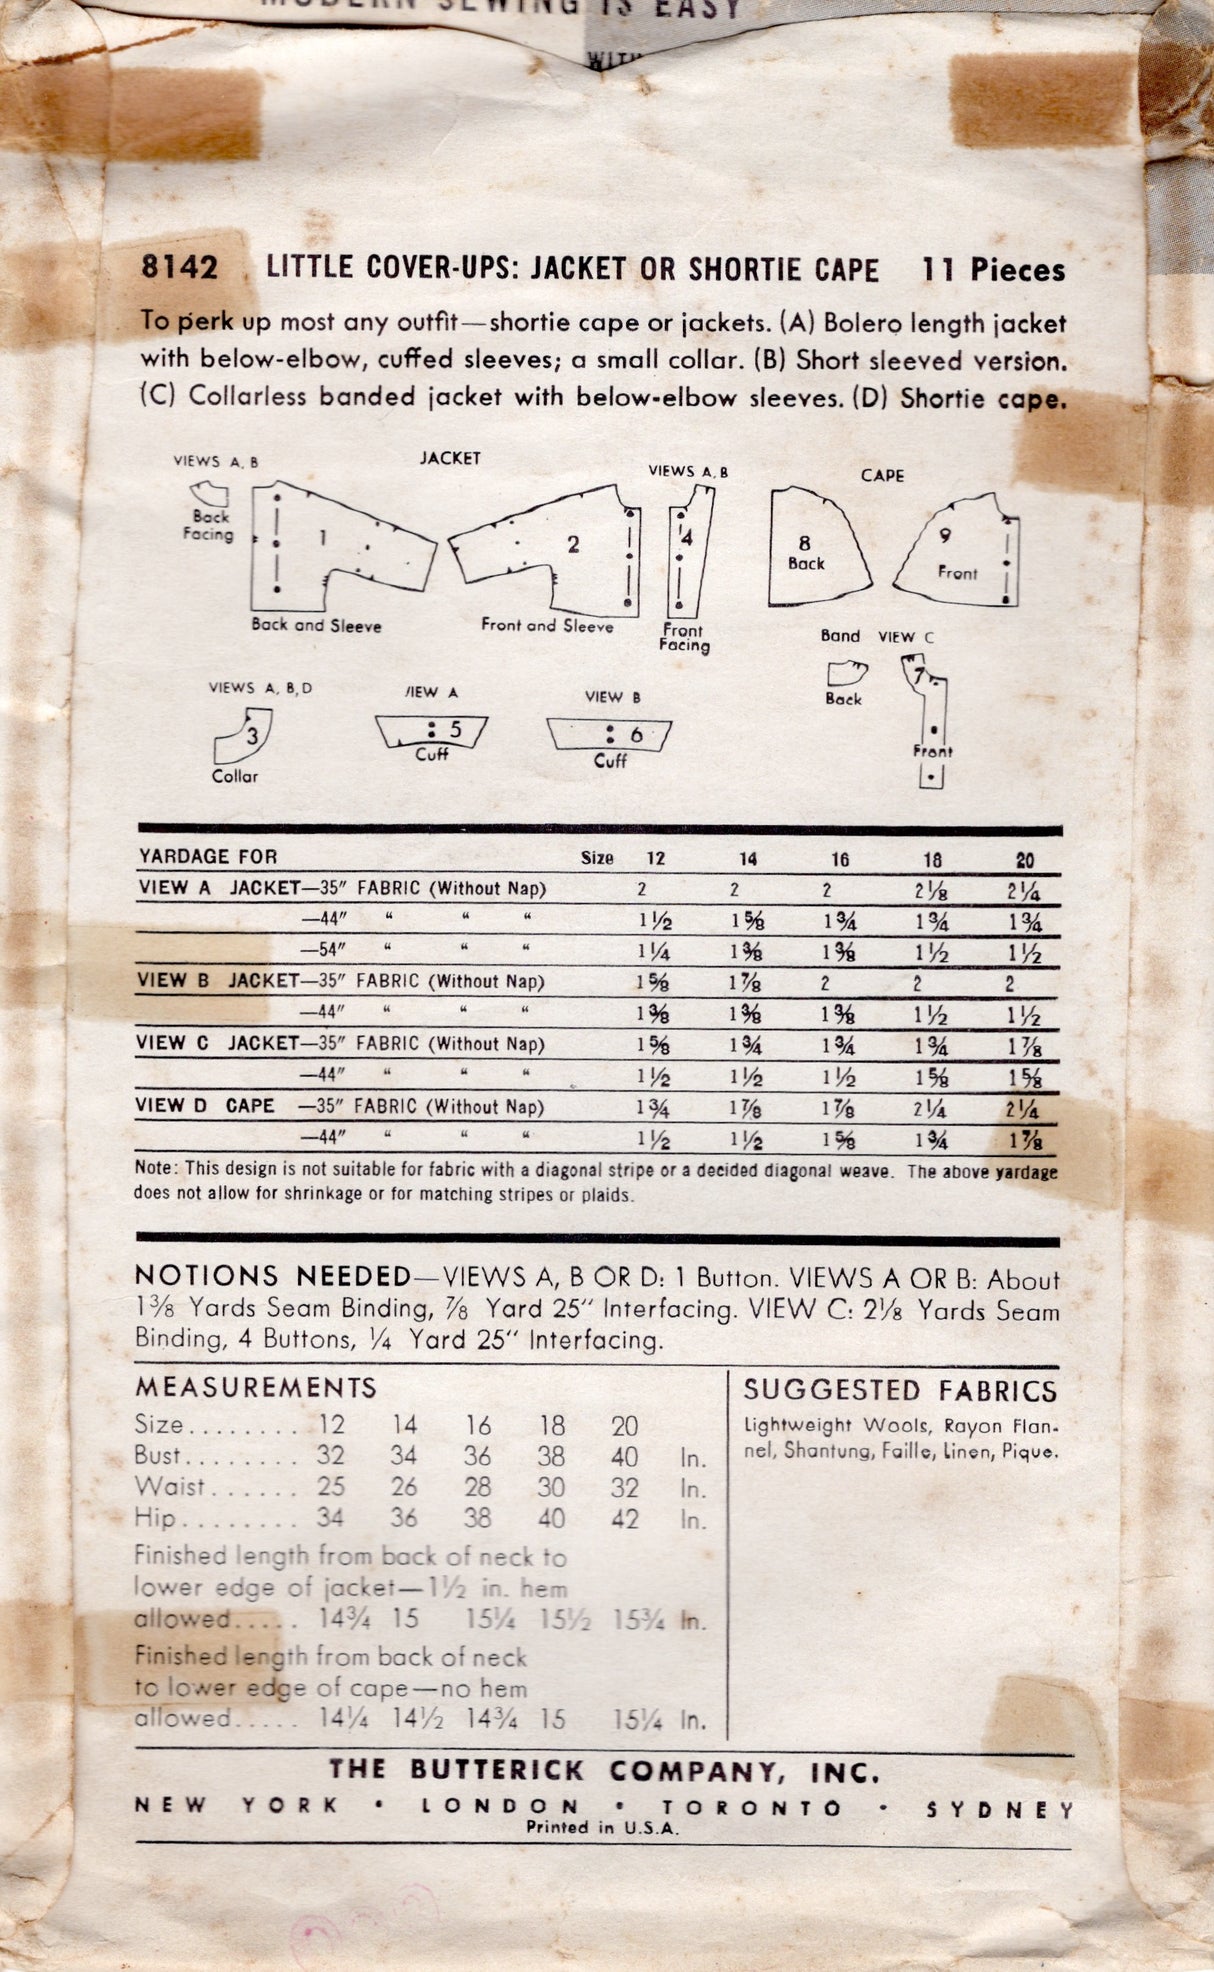 MODERN SEWING IS EASY
WITH
8142 LITTLE COVER-UPS: JACKET OR SHORTIE CAPE 11 Pieces
To perk up most any outfit—shortie cape or jackets. (A) Bolero length jacket
with below-elbow, cuffed sleeves; a small collar. (B) Short sleeved version.
(C) Collarless banded jacket with below-elbow sleeves. (D) Shortie cape.
VIEWS A, B
JACKET
VIEWS A, B
CAPE
Back
Facing
1
2
4
8
Back
9
Front
Back and Sleeve
Front and Sleeve
Front
Facing
Band VIEW C
Back
7
Front
VIEWS A, B, D
3
Collar
/IEW A
5
Cuff
VIEW B
6
Cuff
YARDAGE FOR Size 12 14 16 18 20
VIEW A JACKET—35″ FABRIC (Without Nap) 2 2 2 2⅛ 2¼
—44″ “ “ “ 1½ 1⅝ 1¾ 1¾ 1¾
—54″ “ “ “ 1¼ 1⅜ 1⅜ 1½ 1½
VIEW B JACKET—35″ FABRIC (Without Nap) 1⅝ 1⅞ 2 2 2
—44″ “ “ “ 1⅜ 1⅜ 1⅜ 1½ 1½
VIEW C JACKET—35″ FABRIC (Without Nap) 1⅝ 1¾ 1¾ 1¾ 1⅞
—44″ “ “ “ 1½ 1½ 1½ 1⅝ 1⅝
VIEW D CAPE —35″ FABRIC (Without Nap) 1¾ 1⅞ 1⅞ 2¼ 2¼
—44″ “ “ “ 1½ 1½ 1⅝ 1¾ 1⅞
Note: This design is not suitable for fabric with a diagonal stripe or a decided diagonal weave. The above yardage
does not allow for shrinkage or for matching stripes or plaids.
NOTIONS NEEDED—VIEWS A, B OR D: 1 Button. VIEWS A OR B: About
1⅜ Yards Seam Binding, ⅞ Yard 25″ Interfacing. VIEW C: 2⅛ Yards Seam
Binding, 4 Buttons, ¼ Yard 25″ Interfacing.
MEASUREMENTS
Size........ 12 14 16 18 20
Bust........ 32 34 36 38 40 In.
Waist...... 25 26 28 30 32 In.
Hip........ 34 36 38 40 42 In.
Finished length from back of neck to
lower edge of jacket—1½ in. hem
allowed..... 14¾ 15 15¼ 15½ 15¾ In.
Finished length from back of neck
to lower edge of cape—no hem
allowed..... 14¼ 14½ 14¾ 15 15¼ In.
SUGGESTED FABRICS
Lightweight Wools, Rayon Flan-
nel, Shantung, Faille, Linen, Pique.
THE BUTTERICK COMPANY, INC.
NEW YORK • LONDON • TORONTO • SYDNEY
Printed in U.S.A.